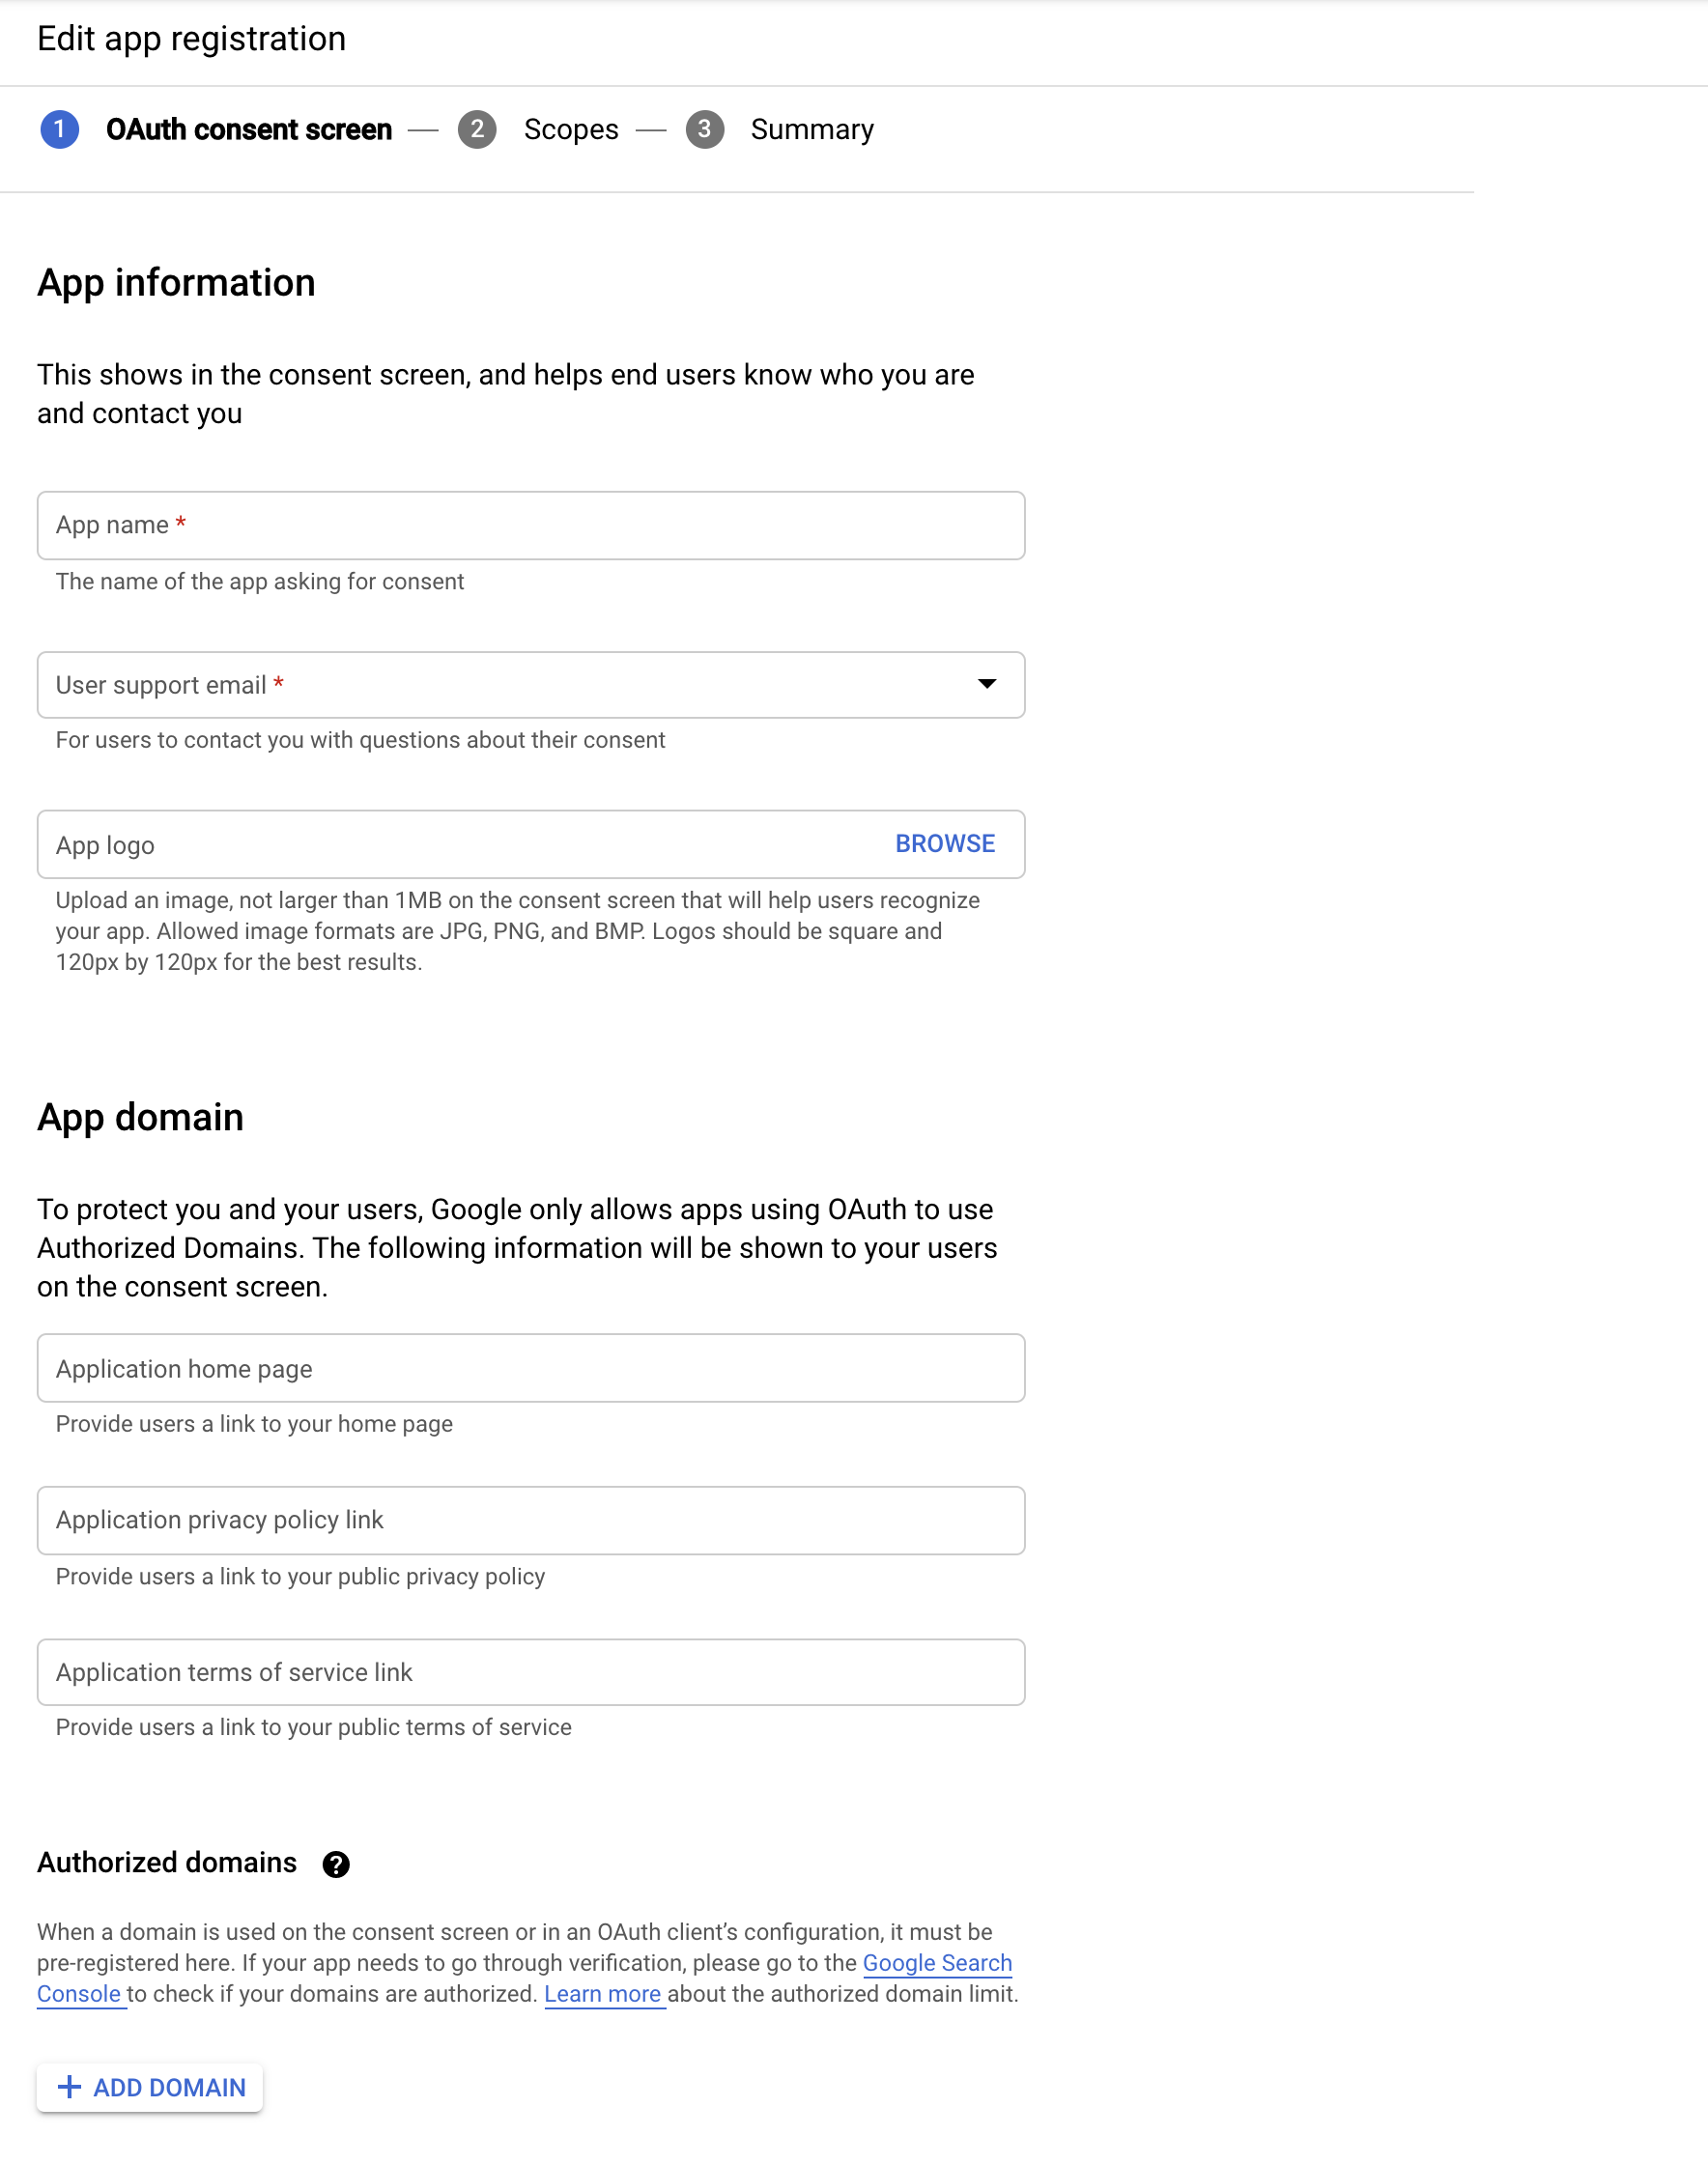 Edit app registration
1 OAuth consent screen — 2 Scopes — 3 Summary
App information
This shows in the consent screen, and helps end users know who you are
and contact you
App name *
The name of the app asking for consent
User support email *
For users to contact you with questions about their consent
App logo BROWSE
Upload an image, not larger than 1MB on the consent screen that will help users recognize
your app. Allowed image formats are JPG, PNG, and BMP. Logos should be square and
120px by 120px for the best results.
App domain
To protect you and your users, Google only allows apps using OAuth to use
Authorized Domains. The following information will be shown to your users
on the consent screen.
Application home page
Provide users a link to your home page
Application privacy policy link
Provide users a link to your public privacy policy
Application terms of service link
Provide users a link to your public terms of service
Authorized domains ?
When a domain is used on the consent screen or in an OAuth client’s configuration, it must be
pre-registered here. If your app needs to go through verification, please go to the Google Search
Console to check if your domains are authorized. Learn more about the authorized domain limit.
+ ADD DOMAIN